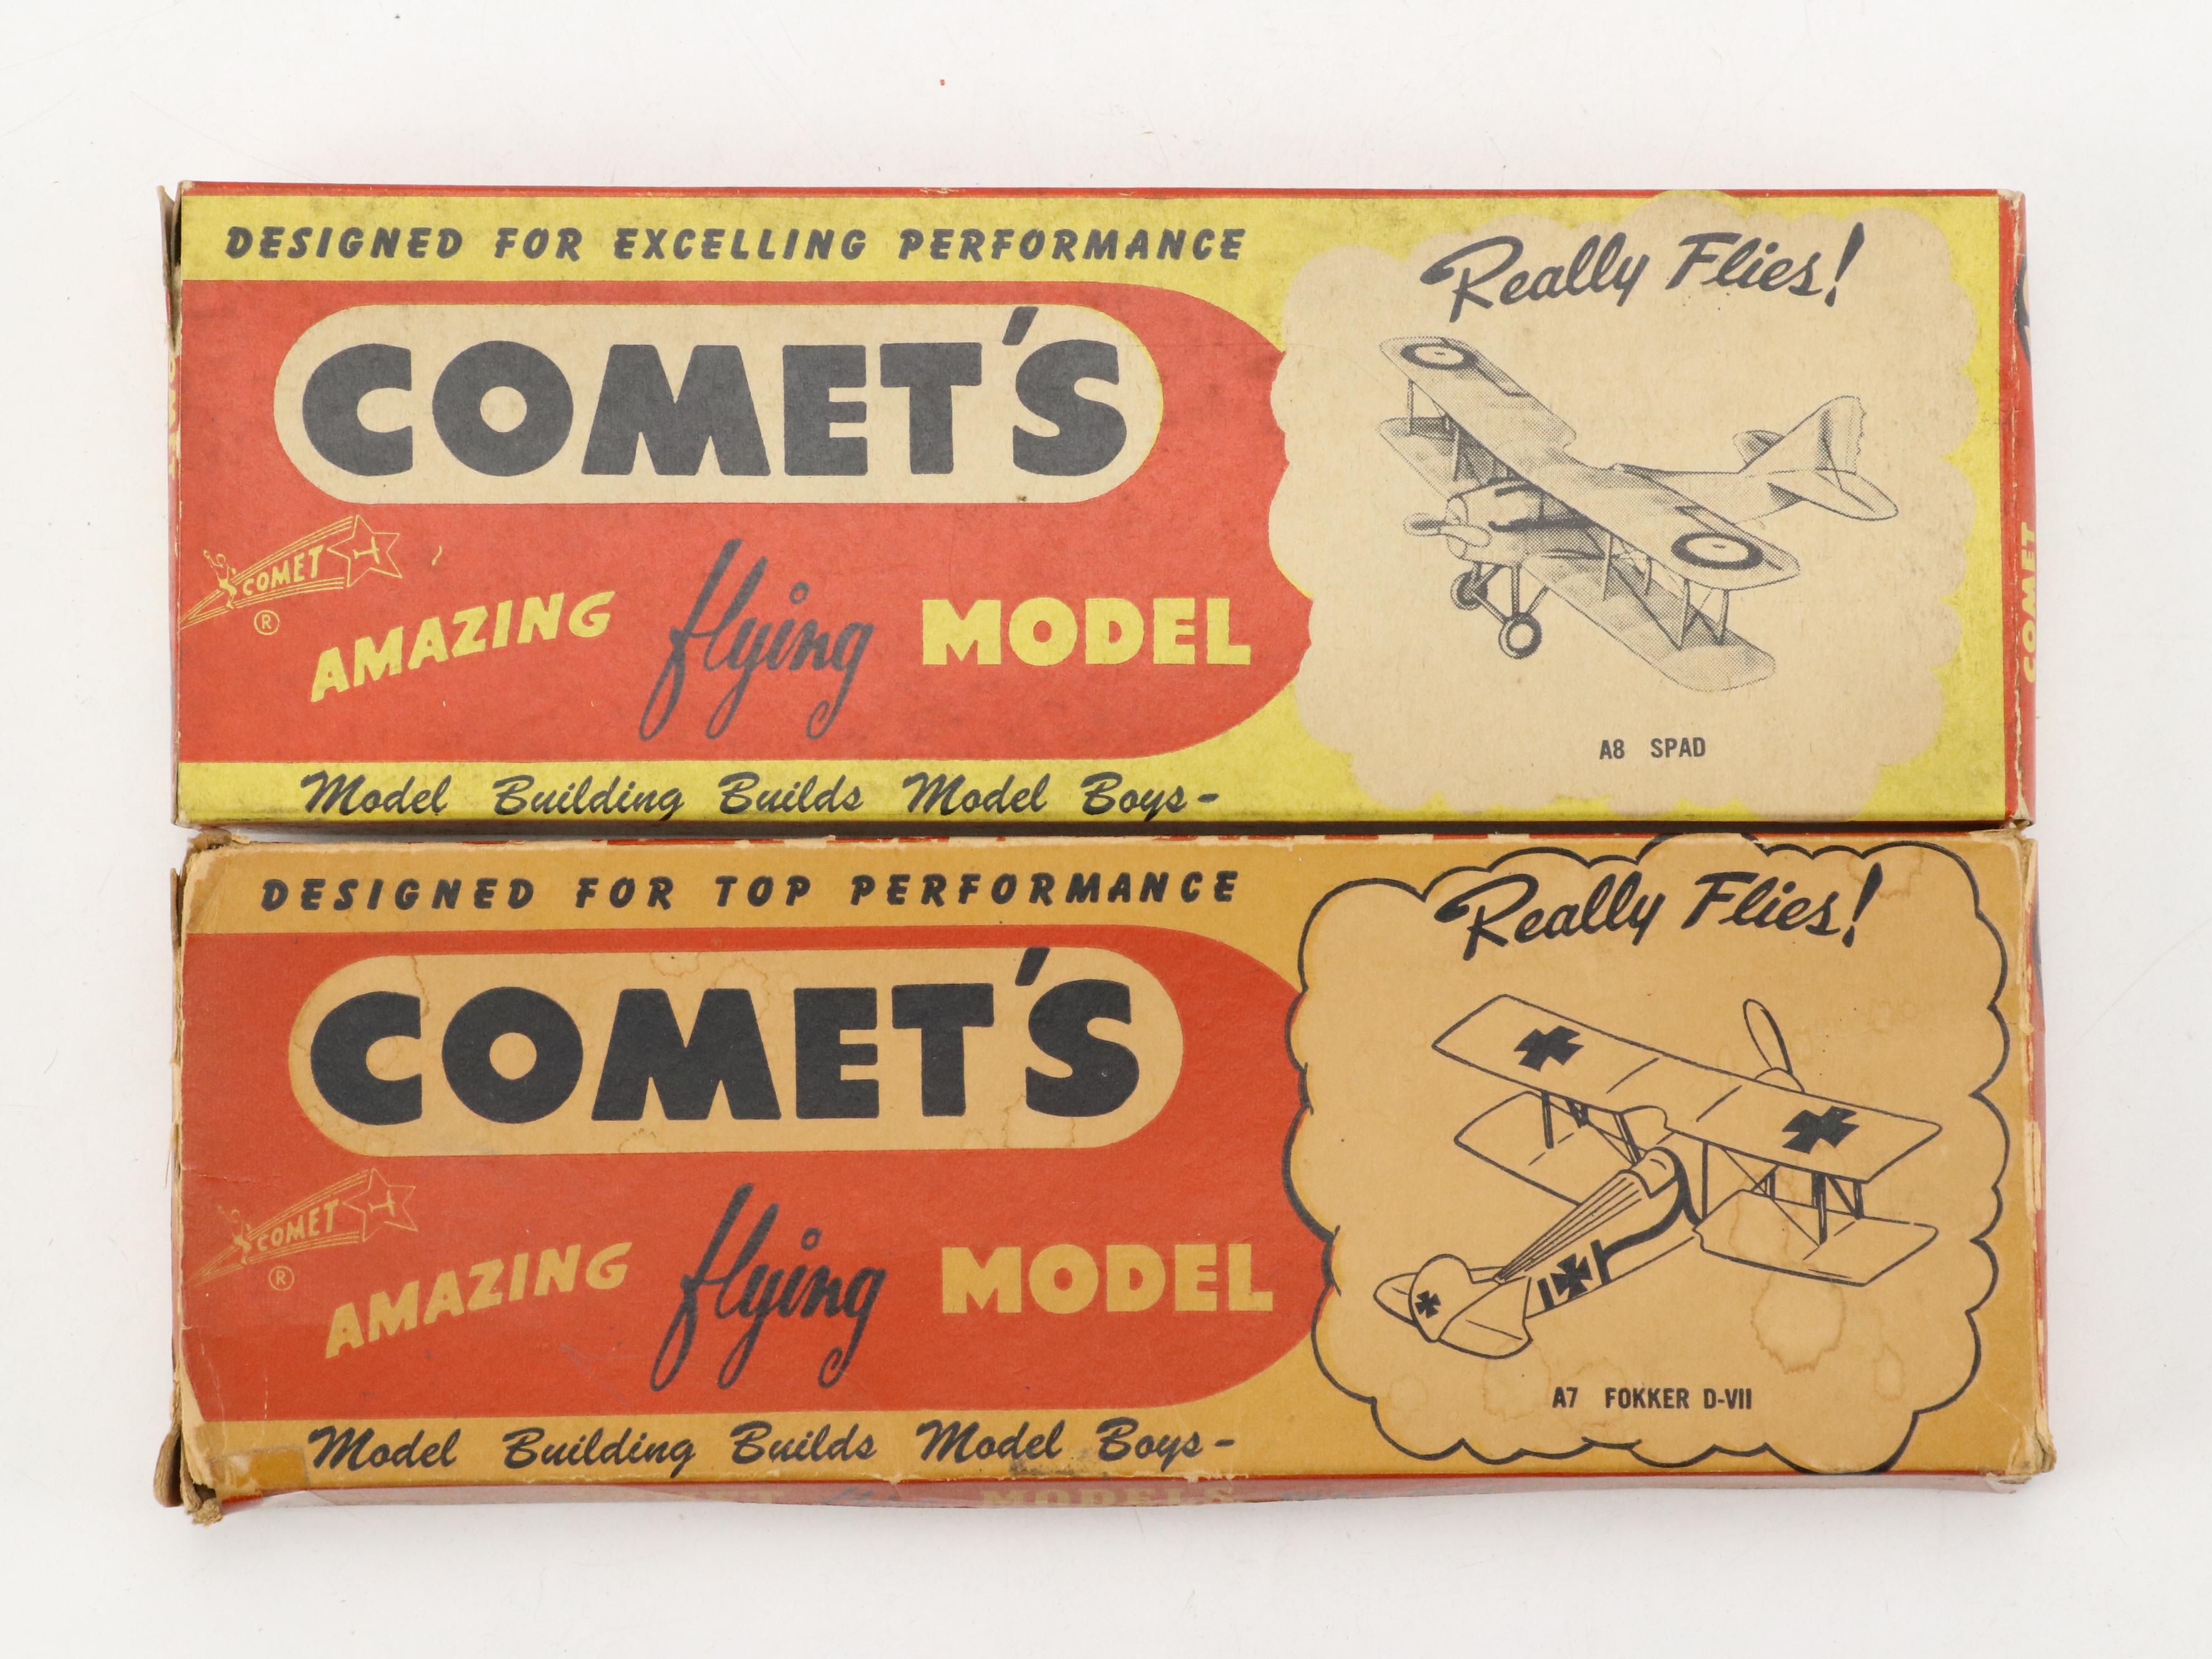 DESIGNED FOR EXCELLING PERFORMANCE
COMET'S
COMET
®
AMAZING flying MODEL
Model Building Builds Model Boys-
Really Flies!
A8 SPAD
COMET
DESIGNED FOR TOP PERFORMANCE
COMET'S
COMET
®
AMAZING flying MODEL
Model Building Builds Model Boys-
Really Flies!
A7 FOKKER D-VII
MODELS